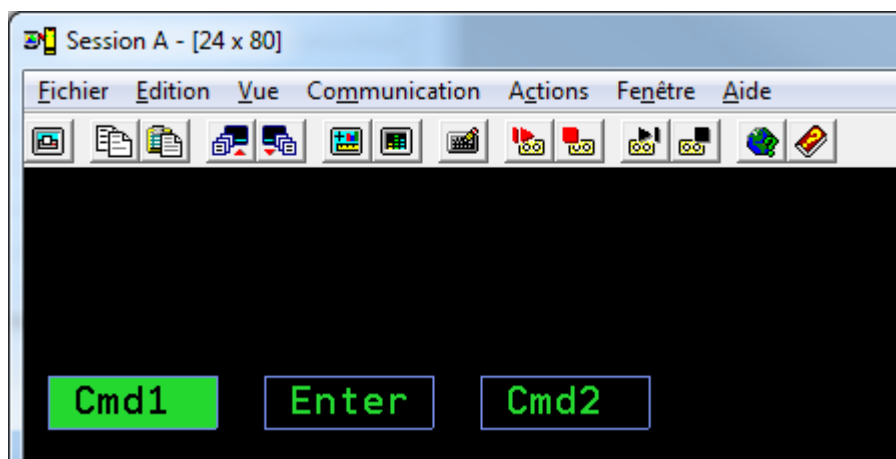 Session A - [24 x 80]
Fichier Edition Vue Communication Actions Fenêtre Aide
Cmd1 Enter Cmd2